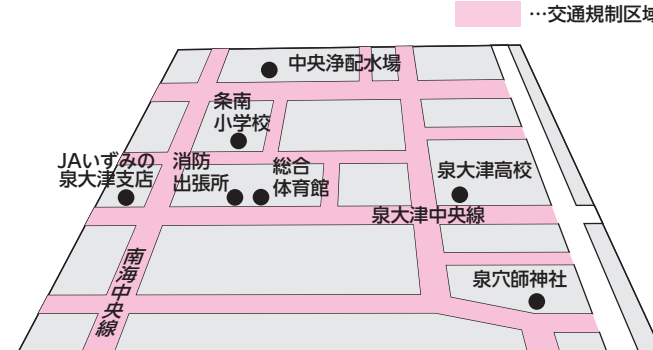 …交通規制区域
中央浄配水場
条南
小学校
JAいずみの
泉大津支店
消防
出張所
総合
体育館
泉大津高校
泉大津中央線
南海中央線
泉穴師神社